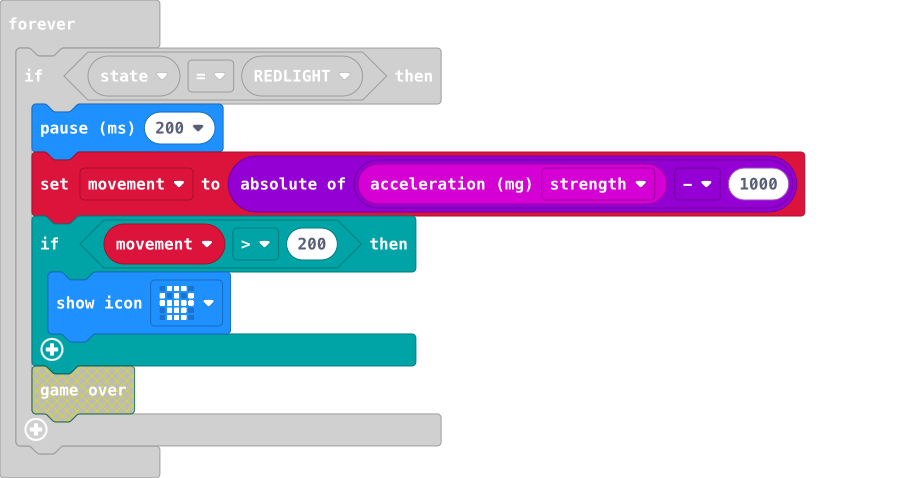 forever
if state = REDLIGHT then
pause (ms) 200
set movement to absolute of acceleration (mg) strength - 1000
if movement > 200 then
show icon
game over